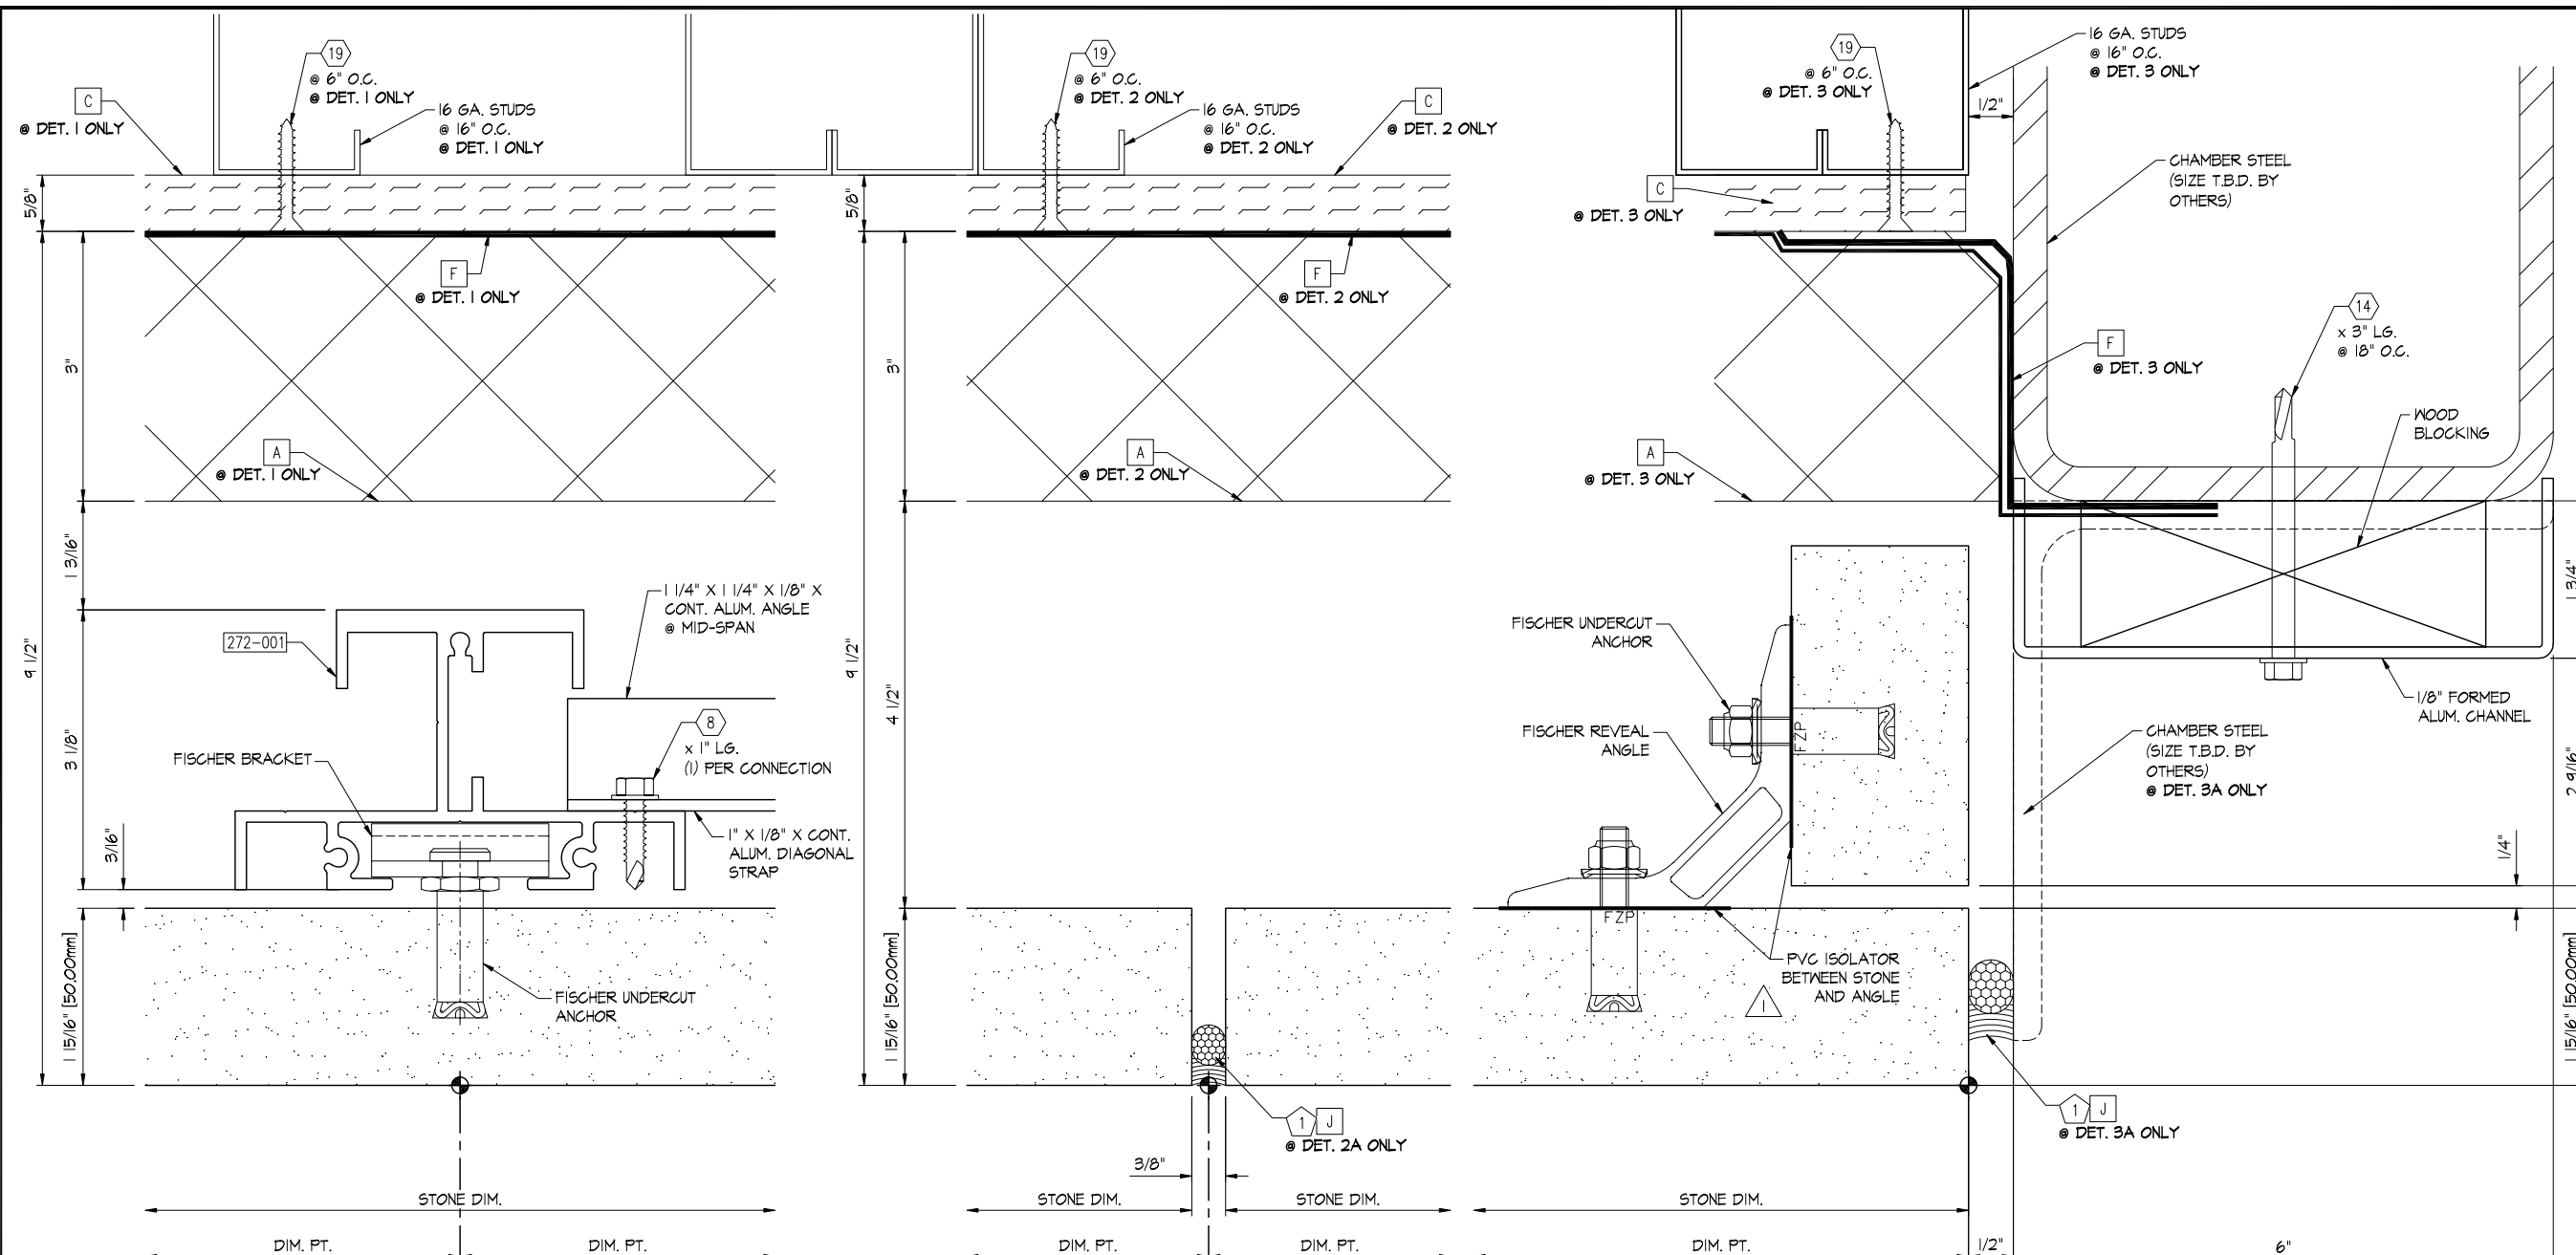 19
@ 6" O.C.
@ DET. 1 ONLY
C
@ DET. 1 ONLY
16 GA. STUDS
@ 16" O.C.
@ DET. 1 ONLY
5/8"
F
@ DET. 1 ONLY
3"
A
@ DET. 1 ONLY
1 3/16"
9 1/2"
272-001
1 1/4" X 1 1/4" X 1/8" X
CONT. ALUM. ANGLE
@ MID-SPAN
3 1/8"
8
x 1" LG.
(1) PER CONNECTION
FISCHER BRACKET
3/16"
1" X 1/8" X CONT.
ALUM. DIAGONAL
STRAP
1 15/16" [50.00mm]
FISCHER UNDERCUT
ANCHOR
STONE DIM.
DIM. PT.
DIM. PT.
19
@ 6" O.C.
@ DET. 2 ONLY
16 GA. STUDS
@ 16" O.C.
@ DET. 2 ONLY
C
@ DET. 2 ONLY
5/8"
F
@ DET. 2 ONLY
3"
A
@ DET. 2 ONLY
9 1/2"
4 1/2"
1 15/16" [50.00mm]
1
J
@ DET. 2A ONLY
3/8"
STONE DIM.
STONE DIM.
DIM. PT.
DIM. PT.
19
@ 6" O.C.
@ DET. 3 ONLY
16 GA. STUDS
@ 16" O.C.
@ DET. 3 ONLY
1/2"
C
@ DET. 3 ONLY
CHAMBER STEEL
(SIZE T.B.D. BY
OTHERS)
14
x 3" LG.
@ 18" O.C.
F
@ DET. 3 ONLY
A
@ DET. 3 ONLY
WOOD
BLOCKING
1 3/4"
FISCHER UNDERCUT
ANCHOR
FZP
FISCHER REVEAL
ANGLE
1/8" FORMED
ALUM. CHANNEL
CHAMBER STEEL
(SIZE T.B.D. BY
OTHERS)
@ DET. 3A ONLY
2 9/16"
1/4"
FZP
PVC ISOLATOR
BETWEEN STONE
AND ANGLE
1
1 15/16" [50.00mm]
1
J
@ DET. 3A ONLY
STONE DIM.
DIM. PT.
1/2"
6"